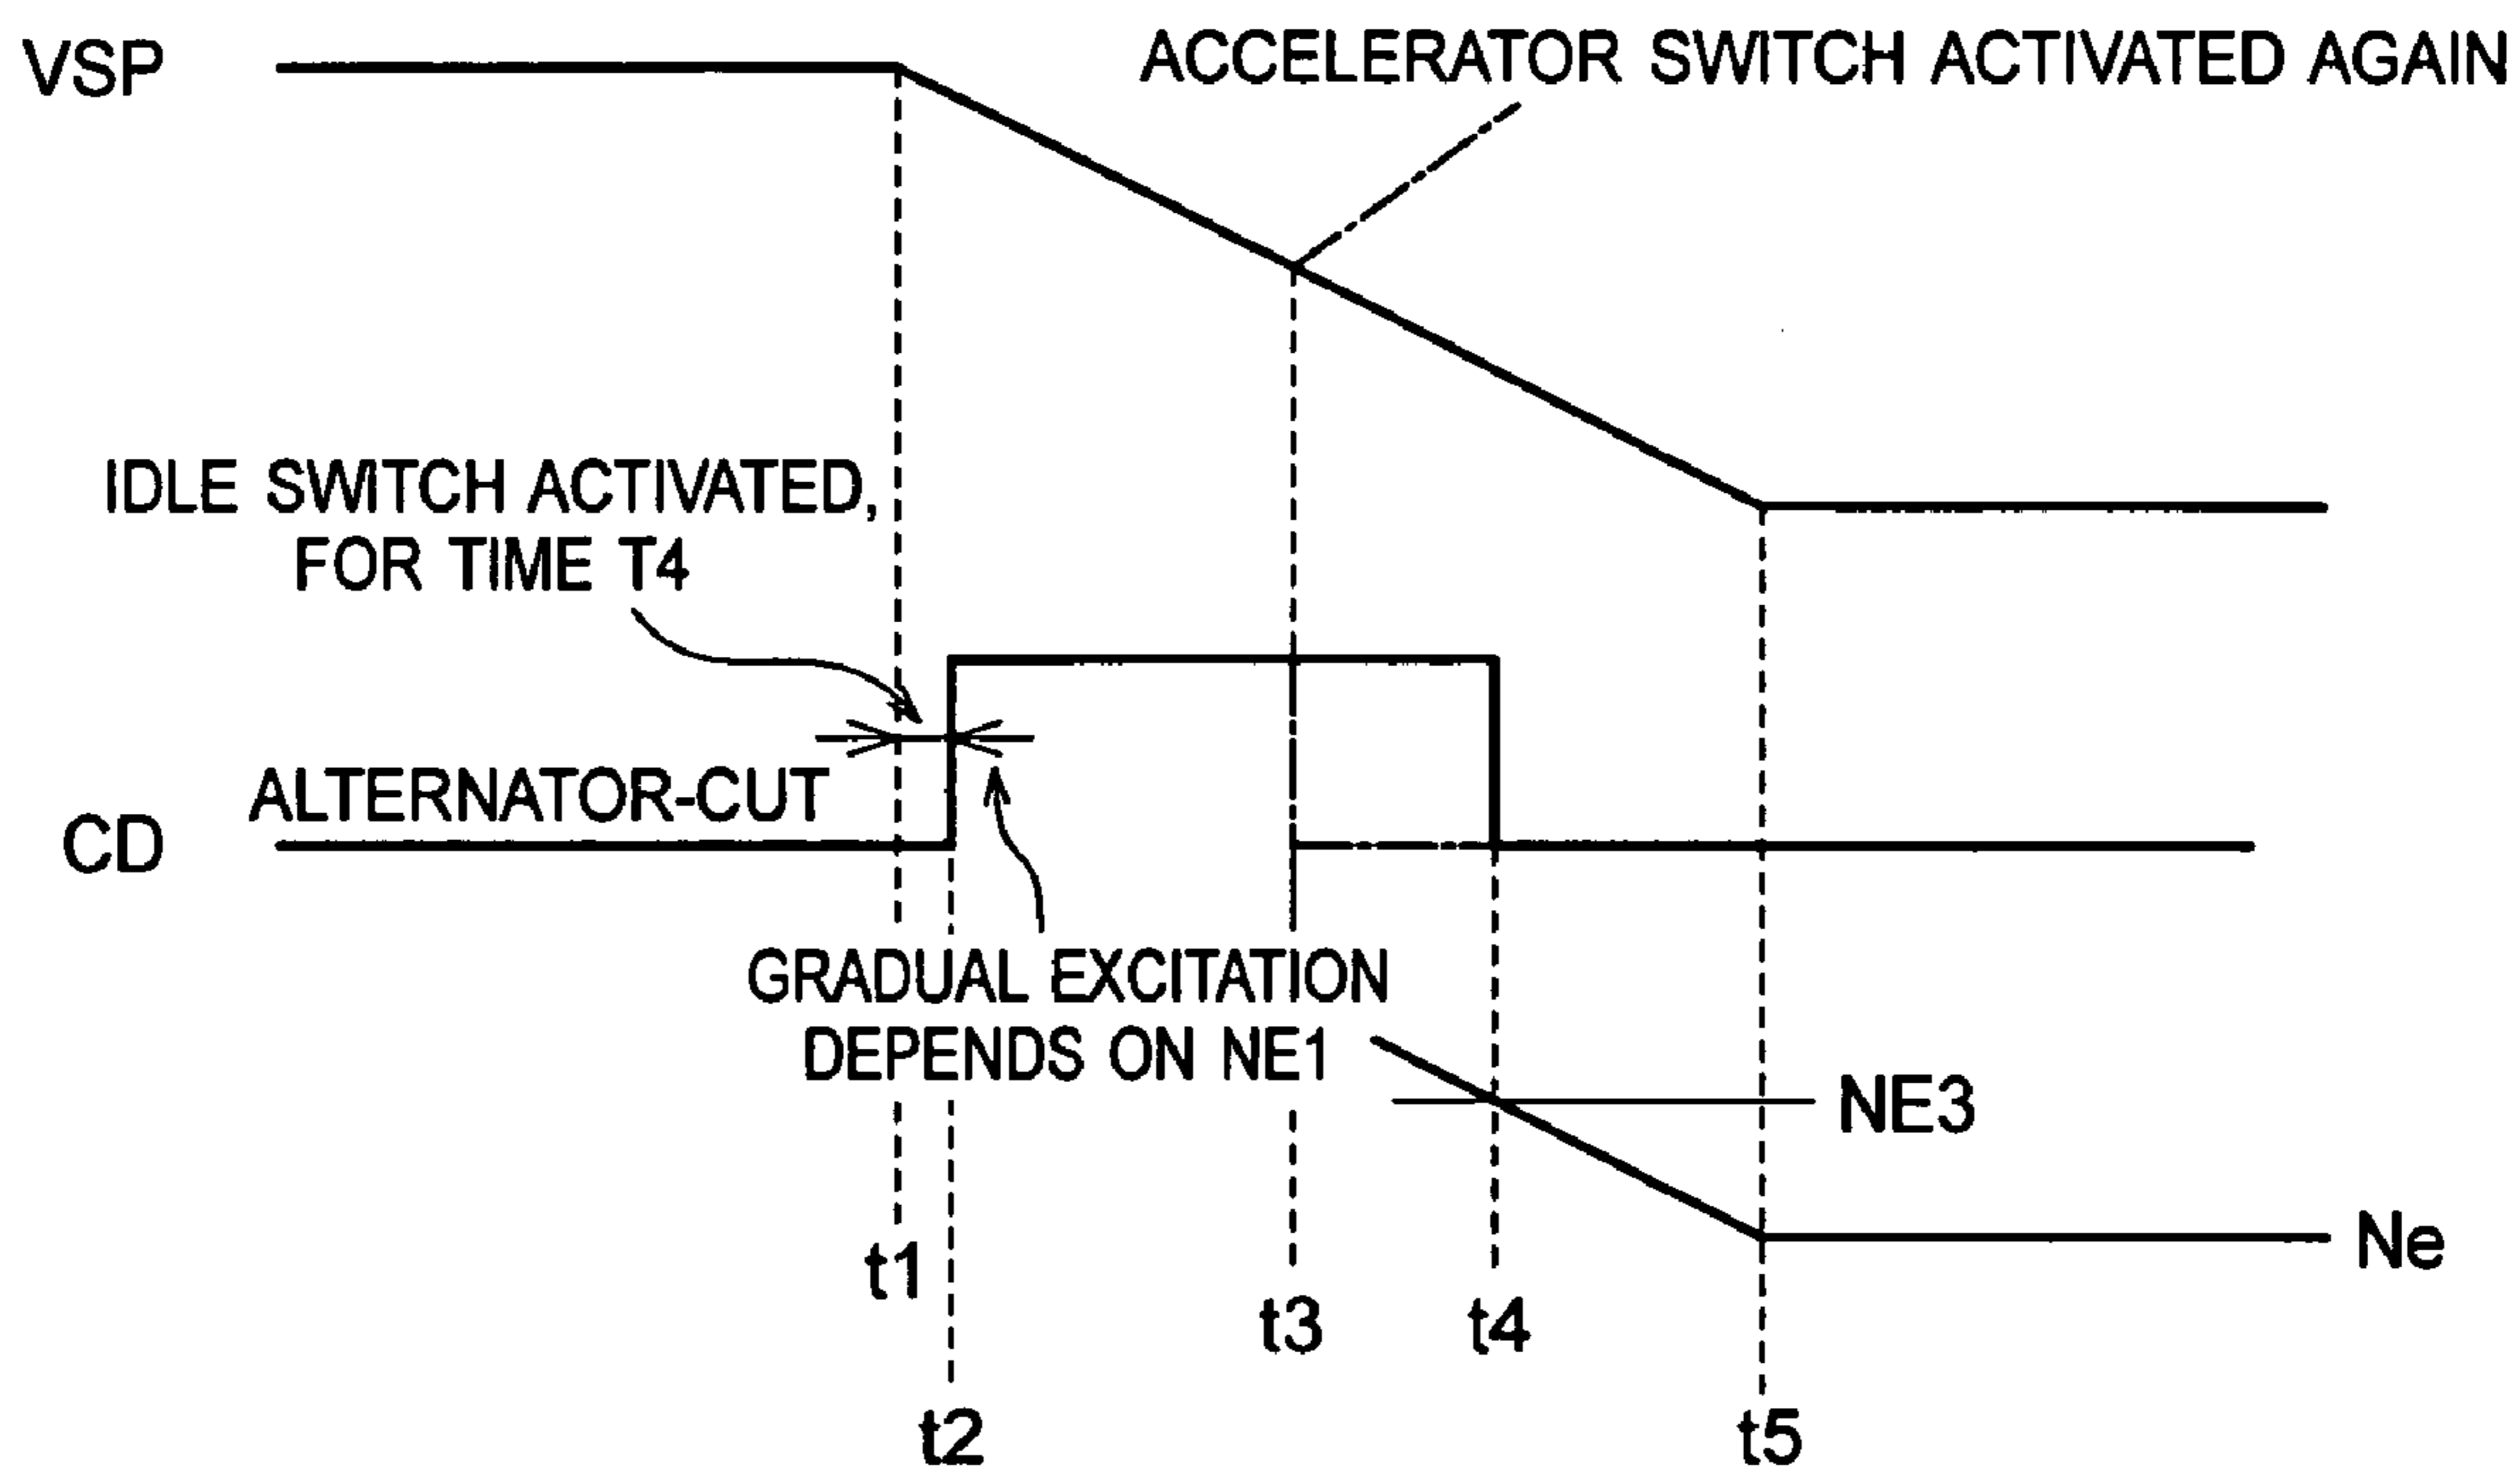 VSP
ACCELERATOR SWITCH ACTIVATED AGAIN
IDLE SWITCH ACTIVATED,
FOR TIME T4
ALTERNATOR-CUT
CD
GRADUAL EXCITATION
DEPENDS ON NE1
NE3
Ne
t1
t3
t4
t2
t5